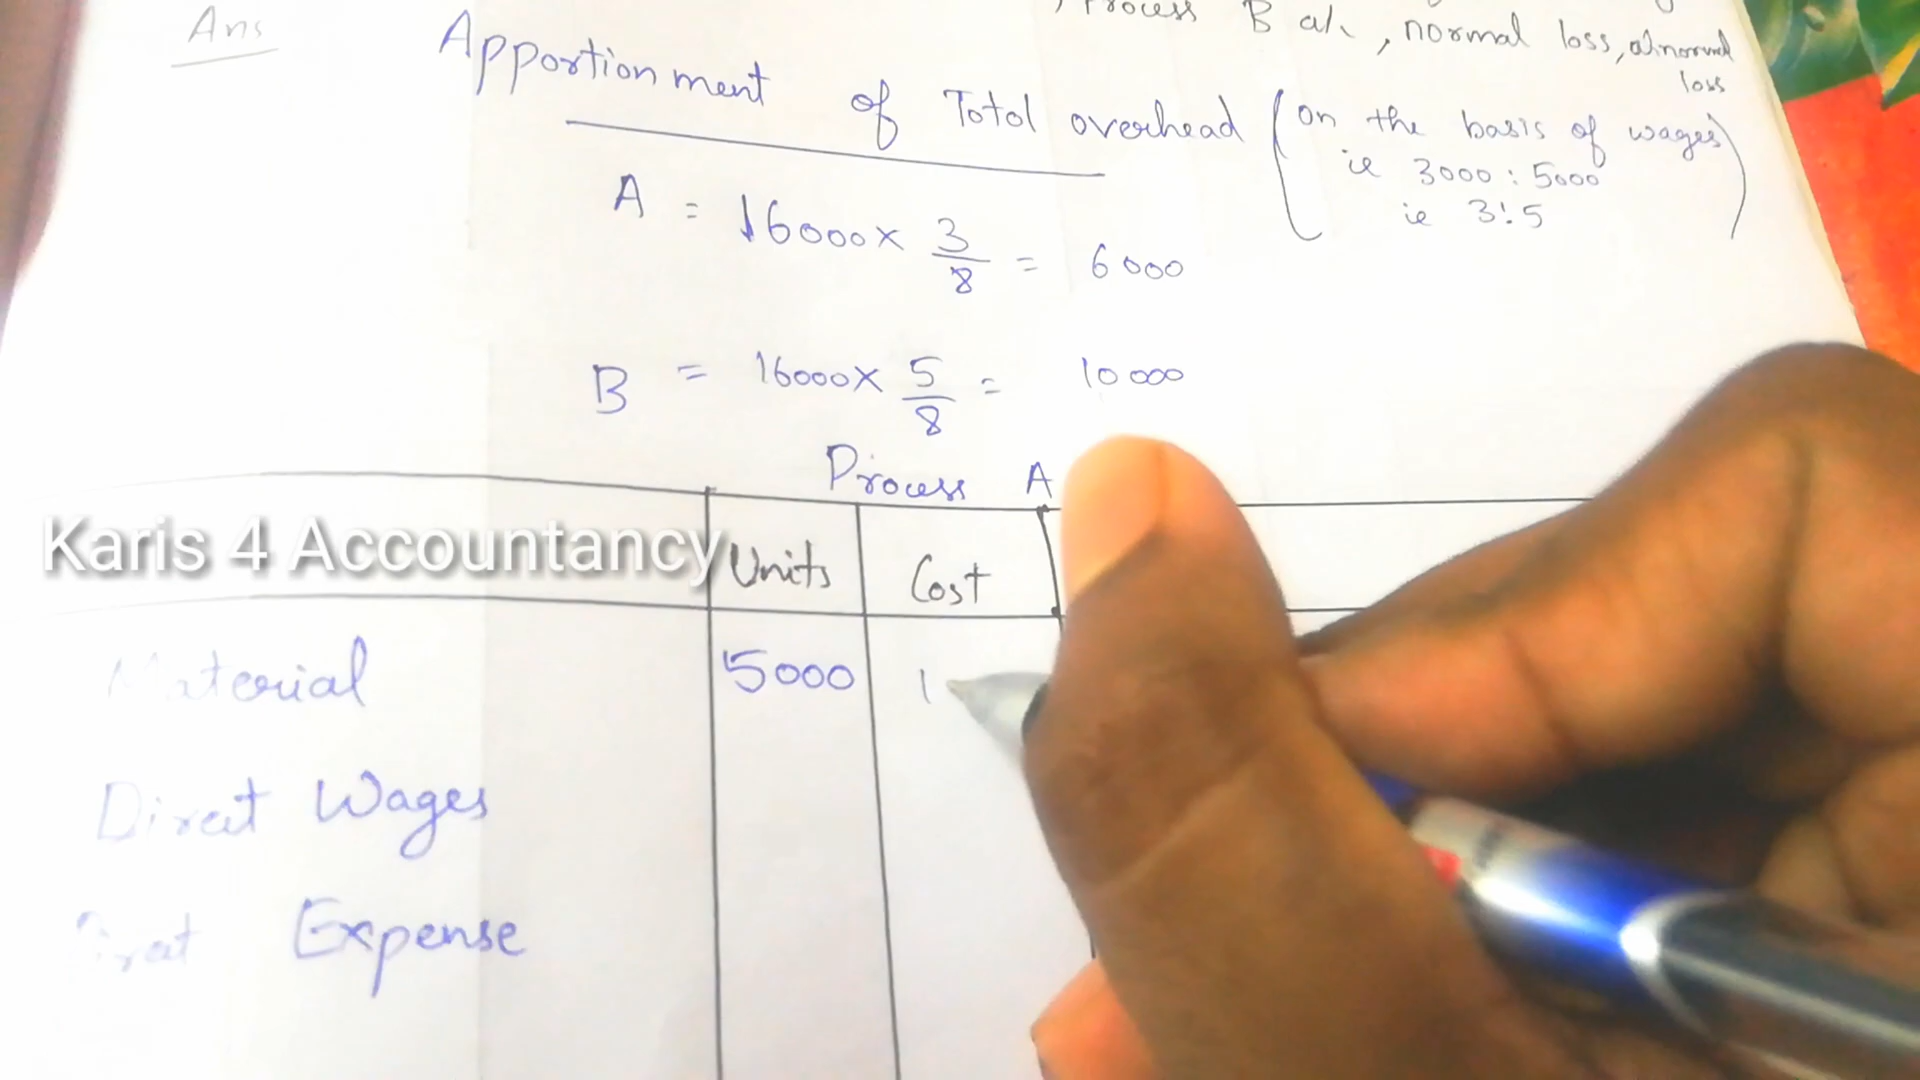 Process B a/c, normal loss, abnormal loss
Ans
Apportionment of Total overhead (on the basis of wages)
ie 3000 : 5000
ie 3:5
A = 16000 x 3/8 = 6000
B = 16000 x 5/8 = 10000
Process A
Karis 4 Accountancy
Units Cost
Material 5000 1
Direct Wages
Expense